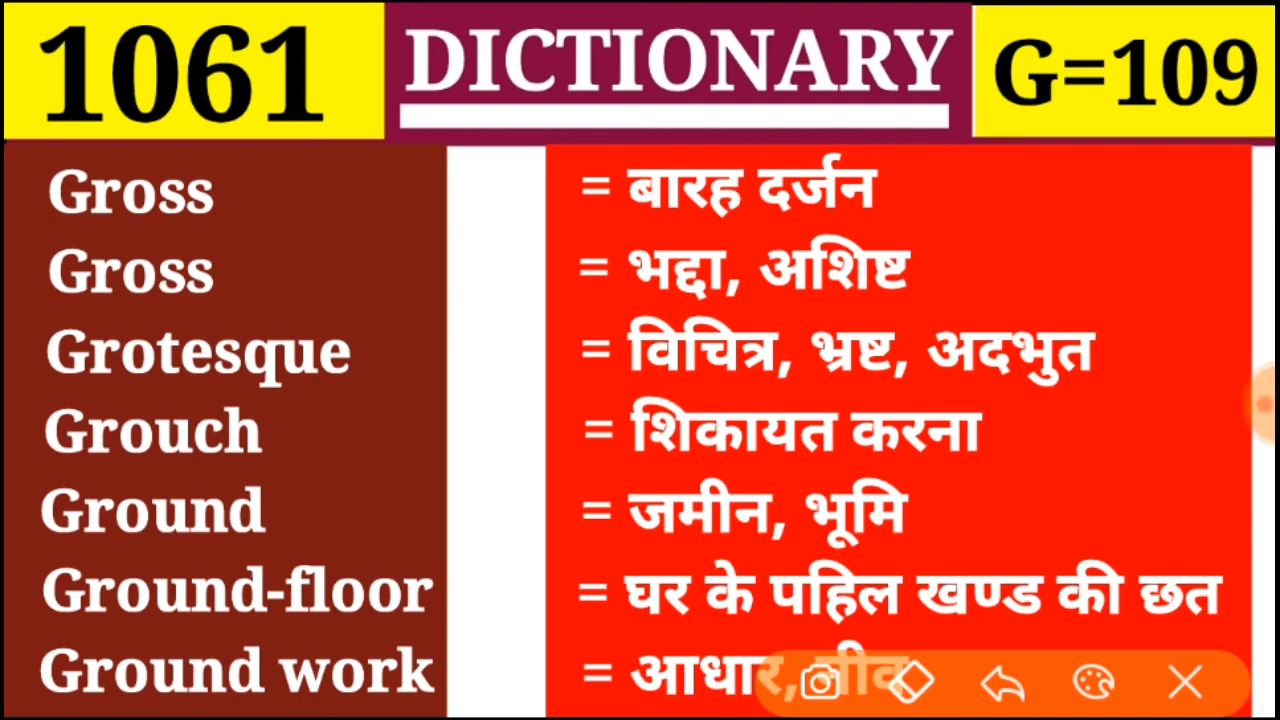 1061 DICTIONARY G=109
Gross = बारह दर्जन
Gross = भद्दा, अशिष्ट
Grotesque = विचित्र, भ्रष्ट, अदभुत
Grouch = शिकायत करना
Ground = जमीन, भूमि
Ground-floor = घर के पहिल खण्ड की छत
Ground work = आधार,